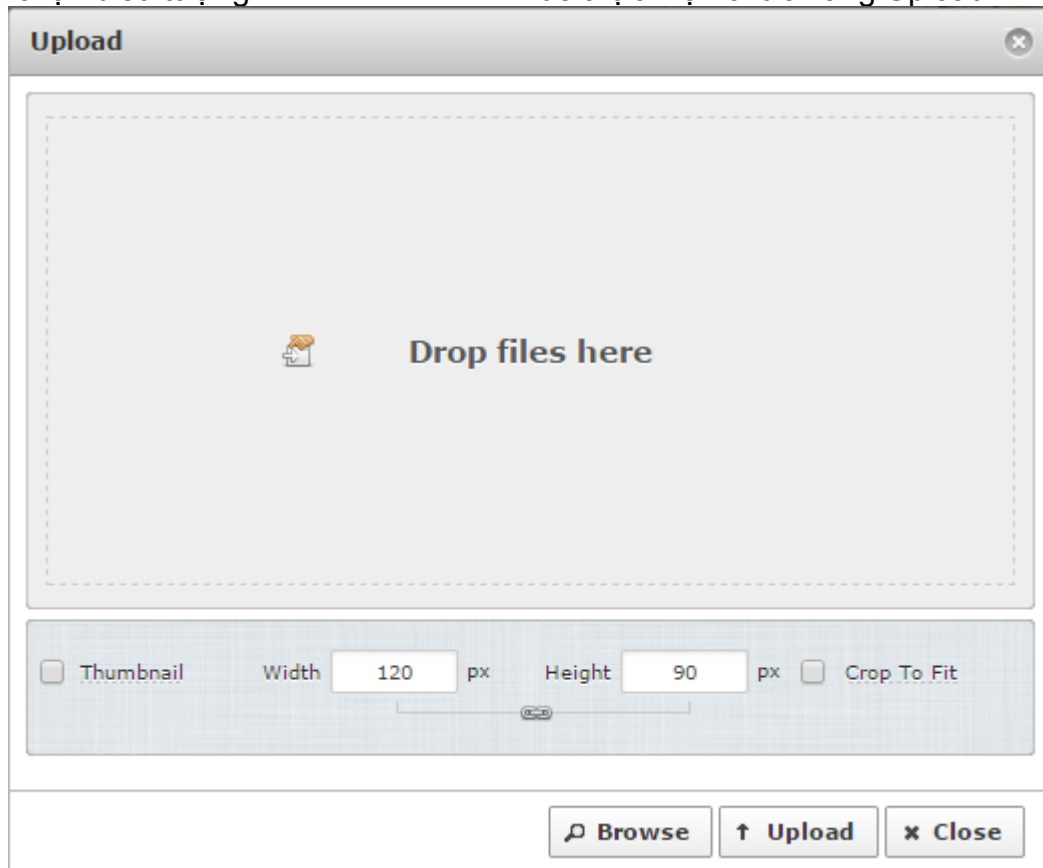 Upload
Drop files here
Thumbnail Width 120 px Height 90 px Crop To Fit
Browse Upload Close